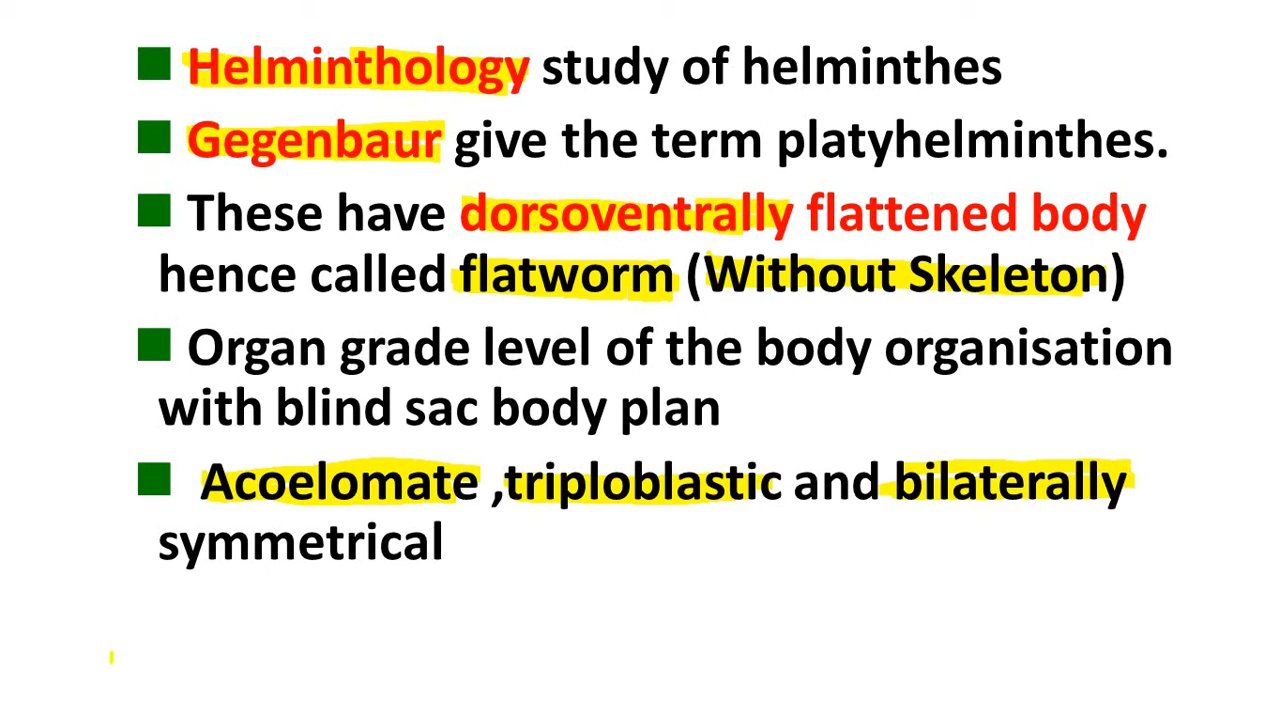 Helminthology study of helminthes
Gegenbaur give the term platyhelminthes.
These have dorsoventrally flattened body
hence called flatworm (Without Skeleton)
Organ grade level of the body organisation
with blind sac body plan
Acoelomate ,triploblastic and bilaterally
symmetrical